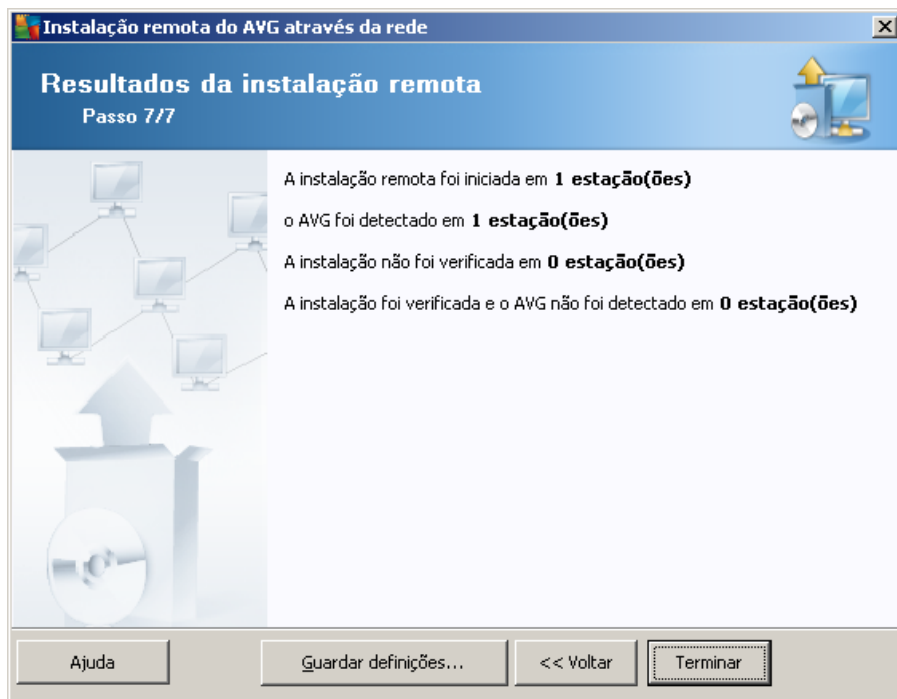 Instalação remota do AVG através da rede
Resultados da instalação remota
Passo 7/7
A instalação remota foi iniciada em 1 estação(ões)
o AVG foi detectado em 1 estação(ões)
A instalação não foi verificada em 0 estação(ões)
A instalação foi verificada e o AVG não foi detectado em 0 estação(ões)
Ajuda
Guardar definições...
<< Voltar
Terminar